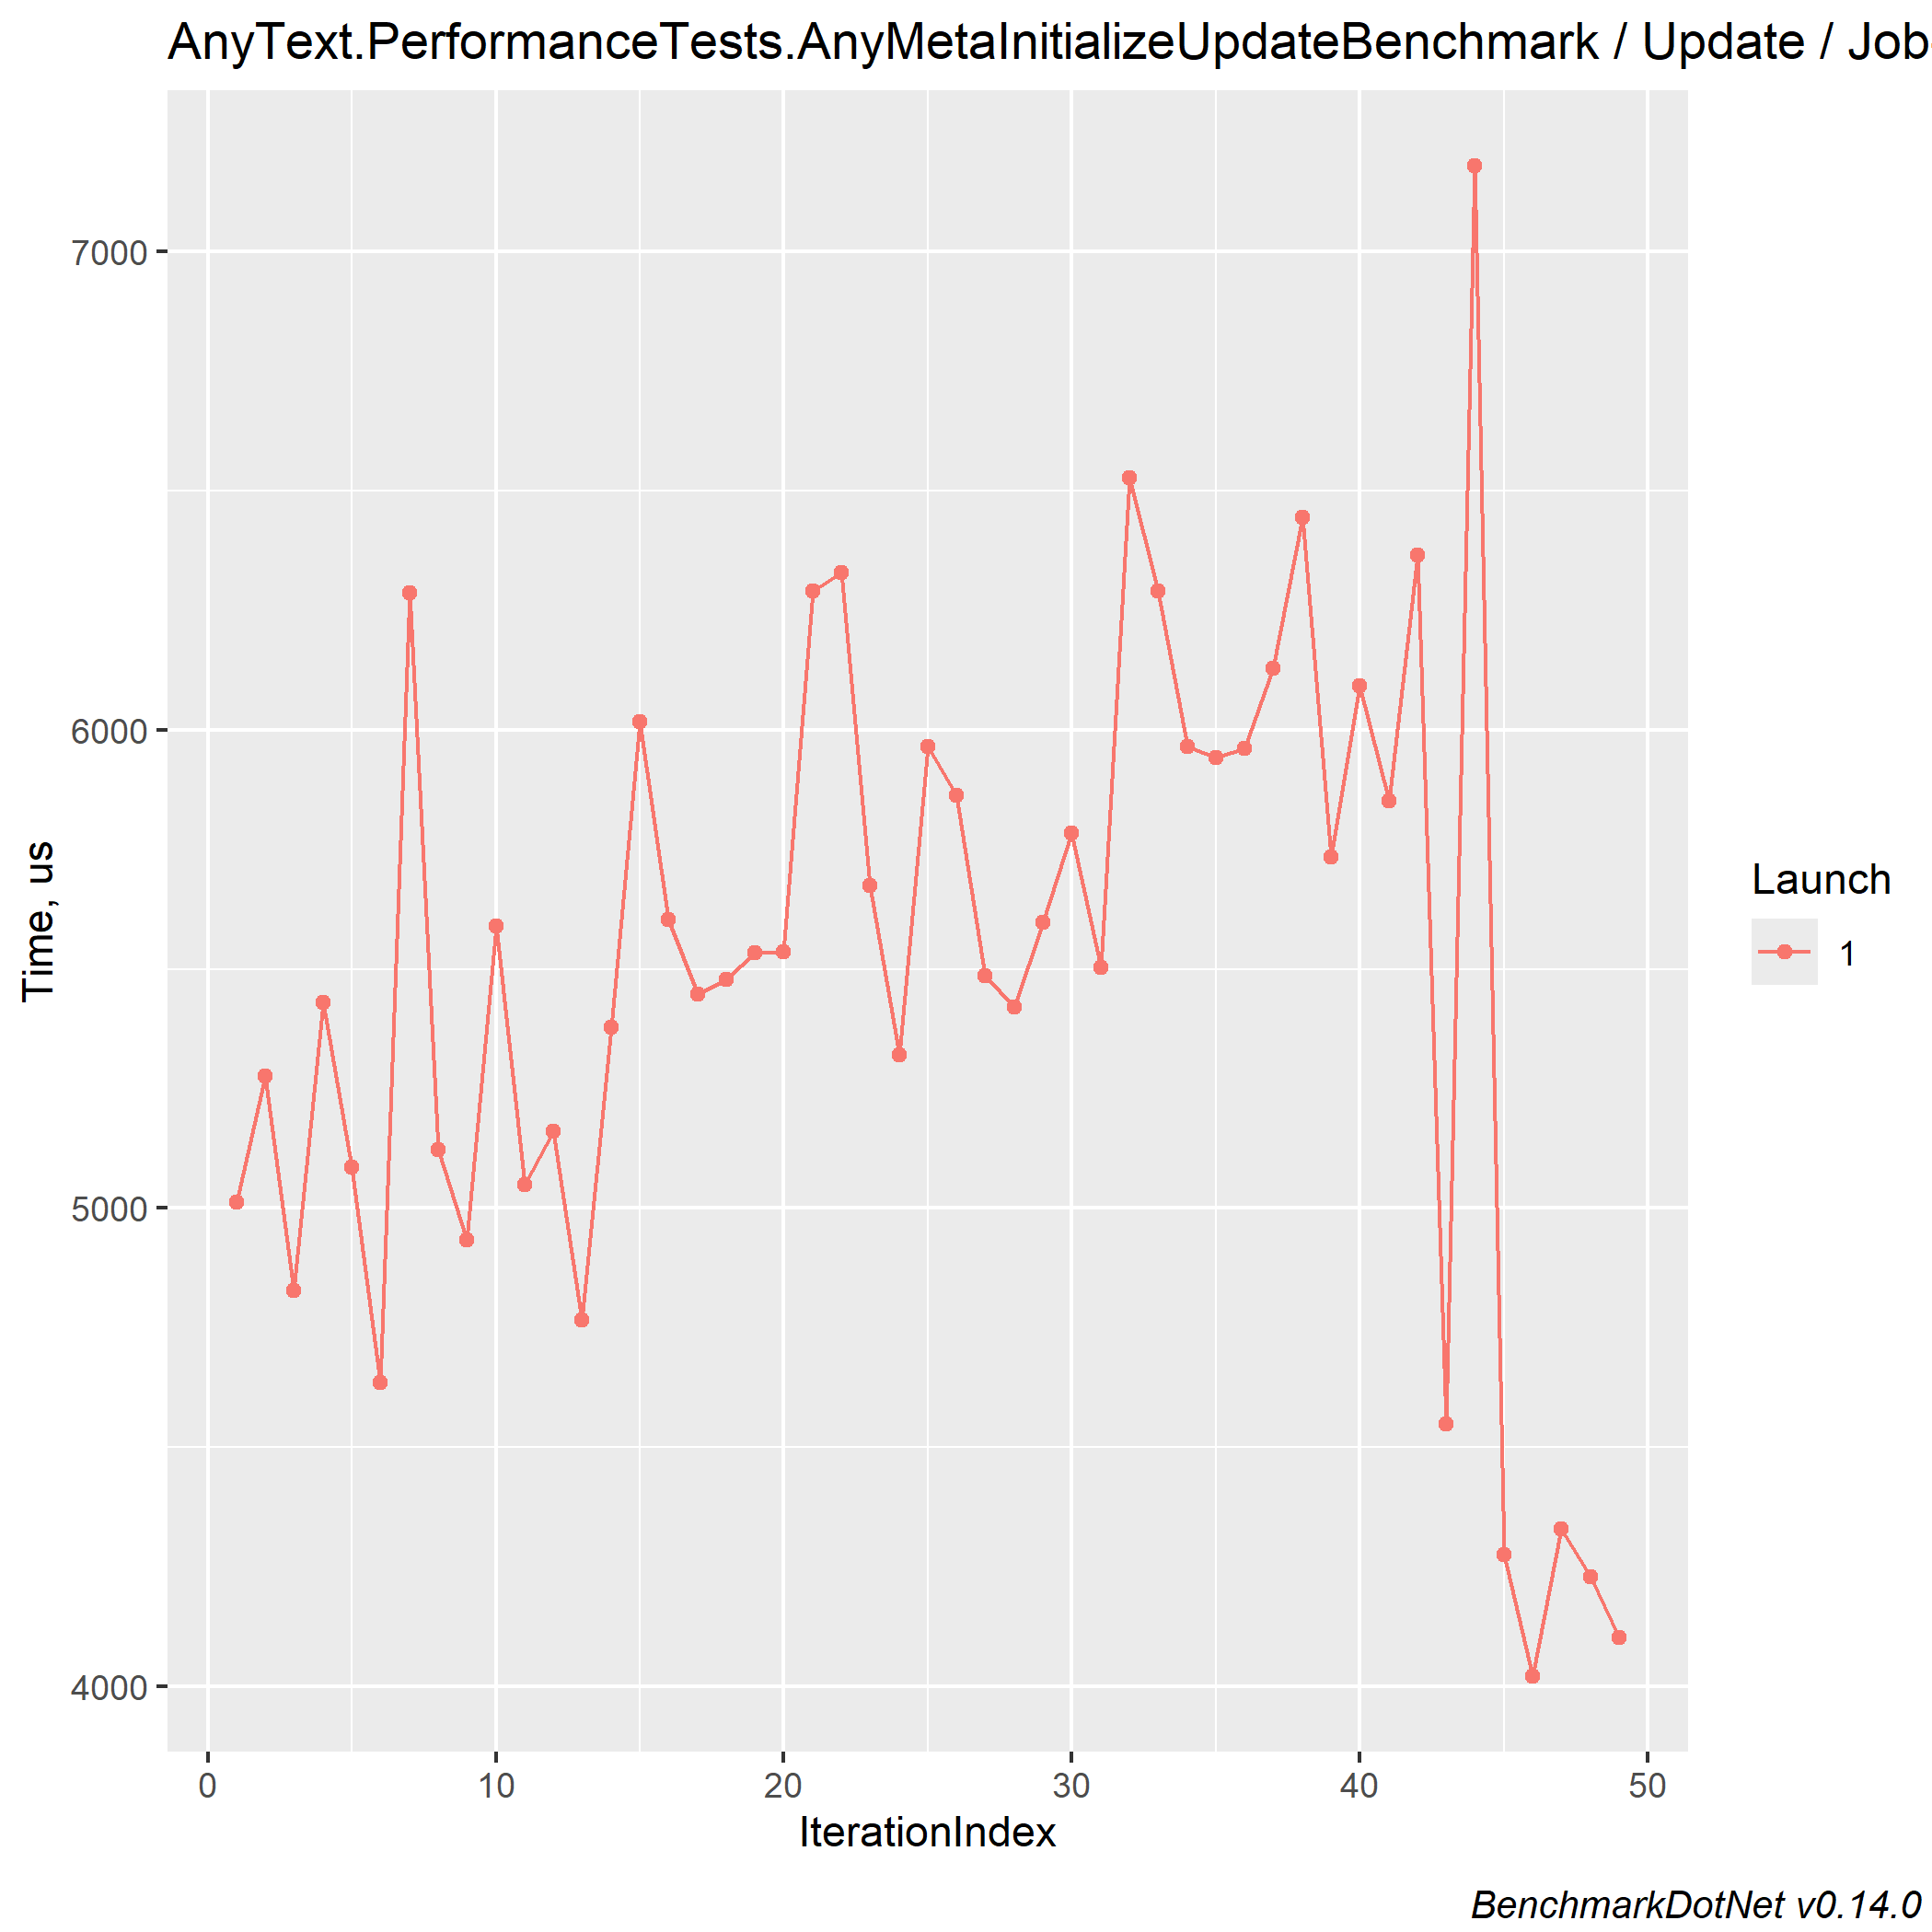 AnyText.PerformanceTests.AnyMetaInitializeUpdateBenchmark / Update / Job
7000
6000
5000
4000
Time, us
0 10 20 30 40 50
IterationIndex
Launch
1
BenchmarkDotNet v0.14.0